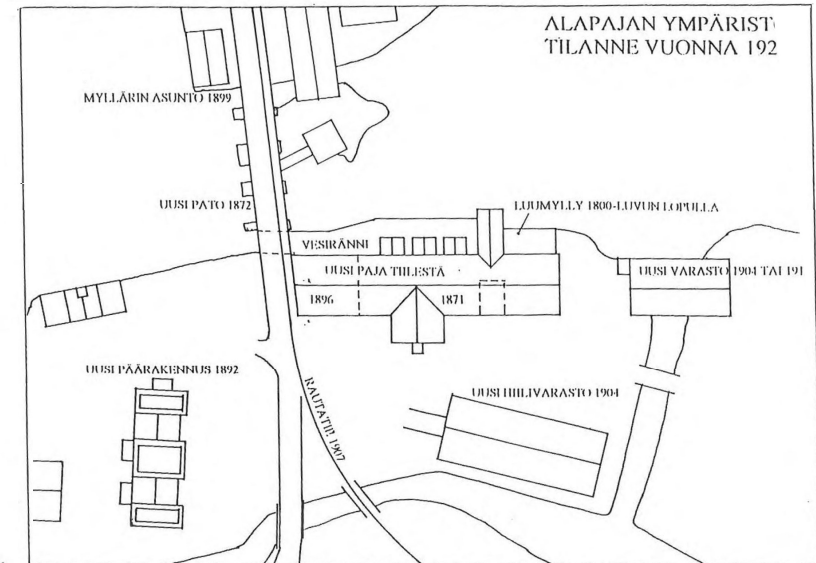 ALAPAJAN YMPÄRIST
TILANNE VUONNA 192
MYLLÄRIN ASUNTO 1899
UUSI PATO 1872
LUUMYLLY 1800-LUVUN LOPULLA
VESIRÄNNI
UUSI PAJA TIILESTÄ
UUSI VARASTO 1904 TAI 191
1896
1871
UUSI PÄÄRAKENNUS 1892
UUSI HIILIVARASTO 1904
RAUTATIE 1907